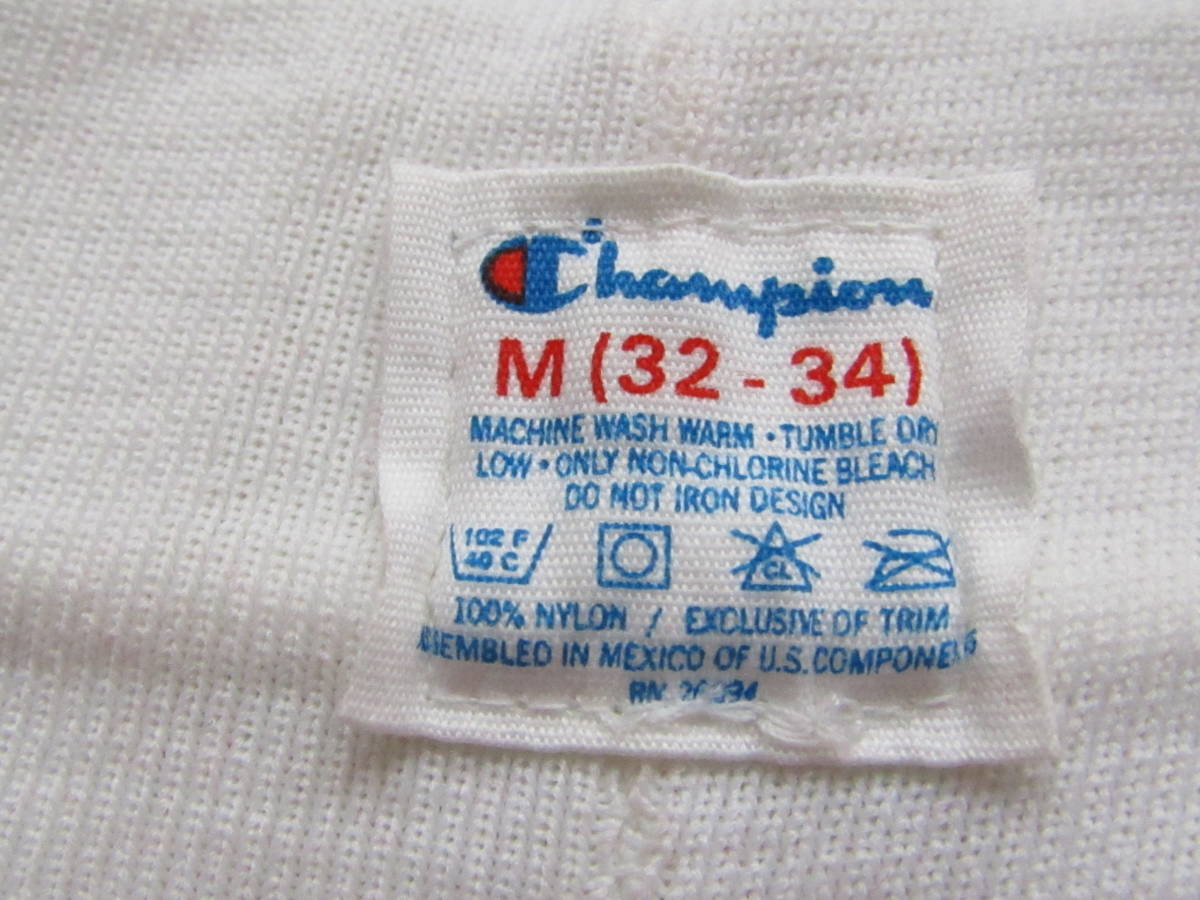 Champion
M (32 - 34)
MACHINE WASH WARM • TUMBLE DRY
LOW • ONLY NON-CHLORINE BLEACH
DO NOT IRON DESIGN
102 F
40 C
CL
100% NYLON / EXCLUSIVE OF TRIM
ASSEMBLED IN MEXICO OF U.S. COMPONENTS
RN